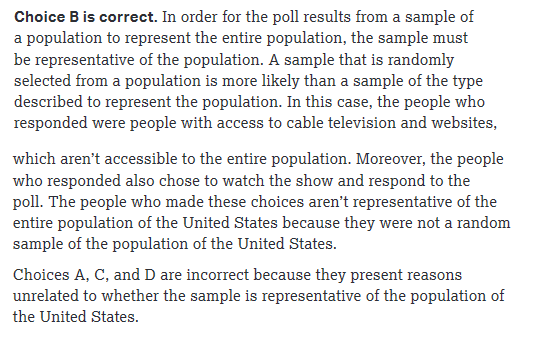 Choice B is correct. In order for the poll results from a sample of
a population to represent the entire population, the sample must
be representative of the population. A sample that is randomly
selected from a population is more likely than a sample of the type
described to represent the population. In this case, the people who
responded were people with access to cable television and websites,
which aren’t accessible to the entire population. Moreover, the people
who responded also chose to watch the show and respond to the
poll. The people who made these choices aren’t representative of the
entire population of the United States because they were not a random
sample of the population of the United States.
Choices A, C, and D are incorrect because they present reasons
unrelated to whether the sample is representative of the population of
the United States.